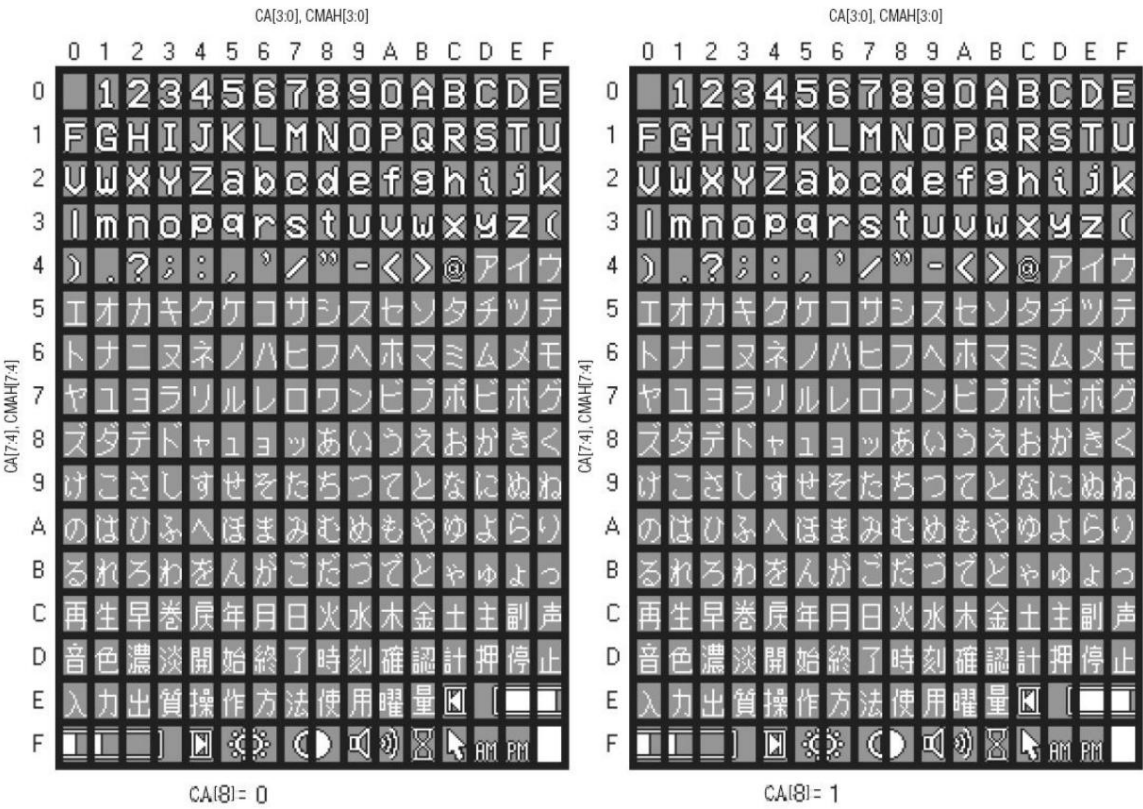 CA[3:0], CMAH[3:0]
0 1 2 3 4 5 6 7 8 9 A B C D E F
CA[7:4], CMAH[7:4]
0 1 2 3 4 5 6 7 8 9 0 A B C D E
1 F G H I J K L M N O P Q R S T U
2 V W X Y Z a b c d e f g h i j k
3 l m n o p q r s t u v w x y z (
4 ) . ? ; : , ’ / ” - < > @ ア イ ウ
5 エ オ カ キ ク ケ コ サ シ ス セ ソ タ チ ツ テ
6 ト ナ ニ ヌ ネ ノ ハ ヒ フ ヘ ホ マ ミ ム メ モ
7 ヤ ユ ヨ ラ リ ル レ ロ ワ ン ビ プ ポ ビ ボ グ
8 ズ ダ デ ド ャ ュ ョ ッ あ い う え お か き く
9 け こ さ し す せ そ た ち つ て と な に ぬ ね
A の は ひ ふ へ ほ ま み む め も や ゆ よ ら り
B る れ ろ わ を ん が ご だ づ で ど ゃ ゅ ょ っ
C 再 生 早 巻 戻 年 月 日 火 水 木 金 土 主 副 声
D 音 色 濃 淡 開 始 終 了 時 刻 確 認 計 押 停 止
E 入 力 出 質 操 作 方 法 使 用 曜 量
F AM PM
CA[8]= 0
CA[3:0], CMAH[3:0]
0 1 2 3 4 5 6 7 8 9 A B C D E F
CA[7:4], CMAH[7:4]
0 1 2 3 4 5 6 7 8 9 0 A B C D E
1 F G H I J K L M N O P Q R S T U
2 V W X Y Z a b c d e f g h i j k
3 l m n o p q r s t u v w x y z (
4 ) . ? ; : , ’ / ” - < > @ ア イ ウ
5 エ オ カ キ ク ケ コ サ シ ス セ ソ タ チ ツ テ
6 ト ナ ニ ヌ ネ ノ ハ ヒ フ ヘ ホ マ ミ ム メ モ
7 ヤ ユ ヨ ラ リ ル レ ロ ワ ン ビ プ ポ ビ ボ グ
8 ズ ダ デ ド ャ ュ ョ ッ あ い う え お か き く
9 け こ さ し す せ そ た ち つ て と な に ぬ ね
A の は ひ ふ へ ほ ま み む め も や ゆ よ ら り
B る れ ろ わ を ん が ご だ づ で ど ゃ ゅ ょ っ
C 再 生 早 巻 戻 年 月 日 火 水 木 金 土 主 副 声
D 音 色 濃 淡 開 始 終 了 時 刻 確 認 計 押 停 止
E 入 力 出 質 操 作 方 法 使 用 曜 量
F AM PM
CA[8]= 1